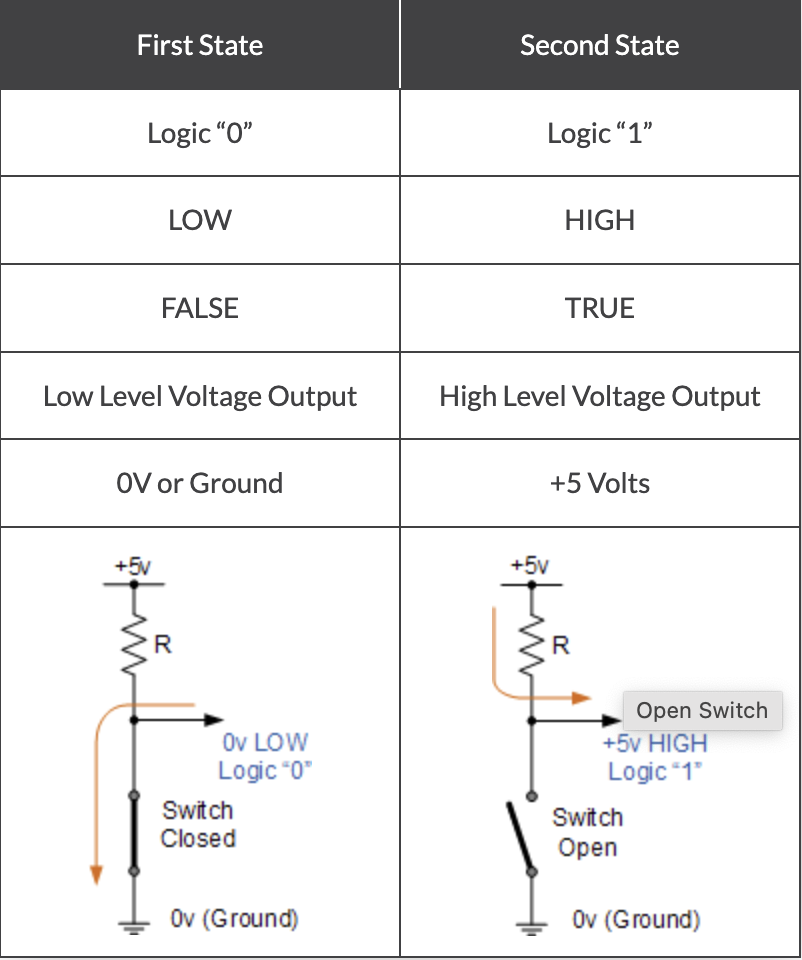 First State
Second State
Logic “0”
Logic “1”
LOW
HIGH
FALSE
TRUE
Low Level Voltage Output
High Level Voltage Output
0V or Ground
+5 Volts
+5v
R
0v LOW
Logic “0”
Switch
Closed
0v (Ground)
+5v
R
Open Switch
+5v HIGH
Logic “1”
Switch
Open
0v (Ground)